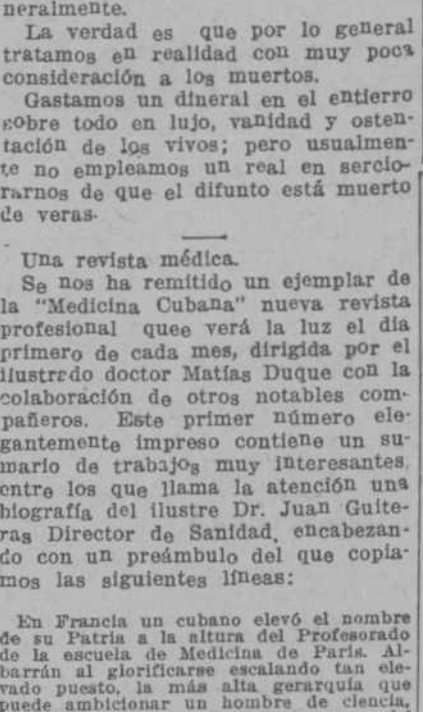 neralmente.
La verdad es que por lo general
tratamos en realidad con muy poca
consideración a los muertos.
Gastamos un dineral en el entierro
sobre todo en lujo, vanidad y osten-
tación de los vivos; pero usualmen-
te no empleamos un real en sercio-
rarnos de que el difunto está muerto
de veras.
Una revista médica.
Se nos ha remitido un ejemplar de
la "Medicina Cubana" nueva revista
profesional quee verá la luz el dia
primero de cada mes, dirigida por el
ilustrrdo doctor Matías Duque con la
colaboración de otros notables com-
pañeros. Este primer número ele-
gantemente impreso contiene un su-
mario de trabajos muy interesantes,
entre los que llama la atención una
biografía del ilustre Dr. Juan Guite-
ras Director de Sanidad, encabezan-
do con un preámbulo del que copia-
mos las siguientes líneas:
En Francia un cubano elevó el nombre
de su Patria a la altura del Profesorado
de la escuela de Medicina de París. Al-
barrán al glorificarse escalando tan ele-
vado puesto, la más alta gerarquía que
puede ambicionar un hombre de ciencia,